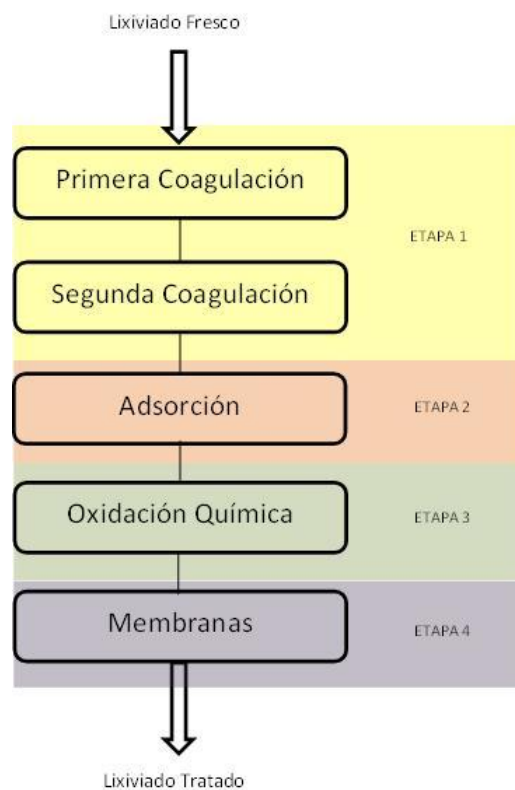 Lixiviado Fresco
Primera Coagulación
ETAPA 1
Segunda Coagulación
Adsorción
ETAPA 2
Oxidación Química
ETAPA 3
Membranas
ETAPA 4
Lixiviado Tratado